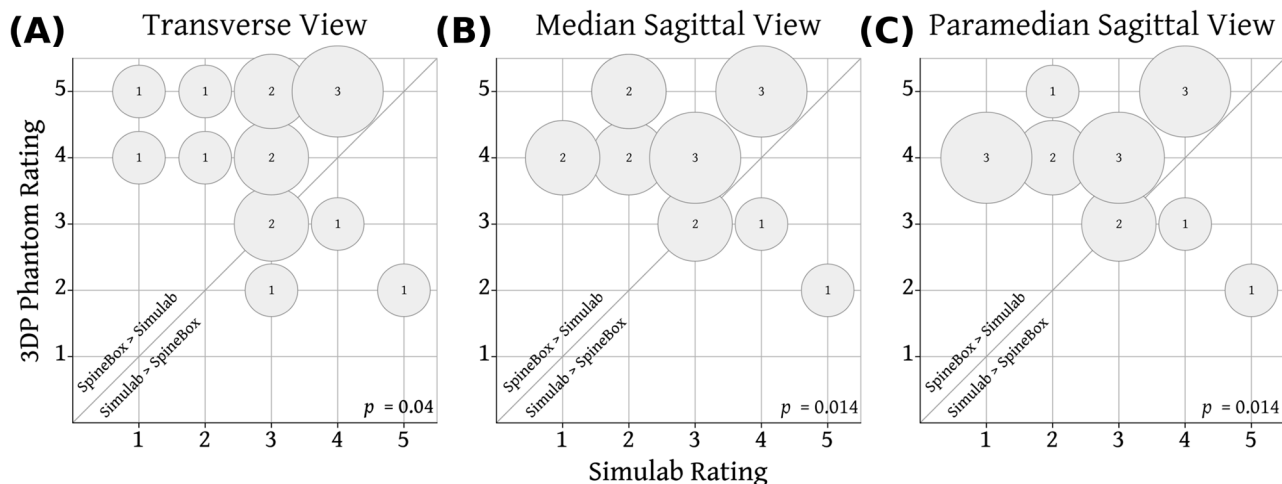 (A) Transverse View
(B) Median Sagittal View
(C) Paramedian Sagittal View
3DP Phantom Rating
5
4
3
2
1
1 1 2 3
1 1 2
2 1
1 1
SpineBox > Simulab
Simulab > SpineBox
p = 0.04
1 2 3 4 5
5
4
3
2
1
2 3
2 2 3
2 1
1
SpineBox > Simulab
Simulab > SpineBox
p = 0.014
1 2 3 4 5
5
4
3
2
1
1 3
3 2 3
2 1
1
SpineBox > Simulab
Simulab > SpineBox
p = 0.014
1 2 3 4 5
Simulab Rating